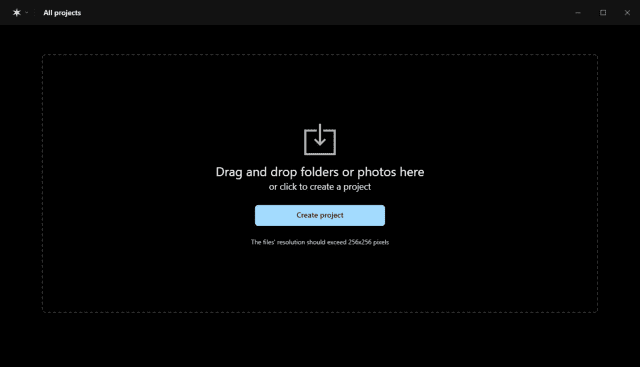 All projects
Drag and drop folders or photos here
or click to create a project
Create project
The files' resolution should exceed 256x256 pixels